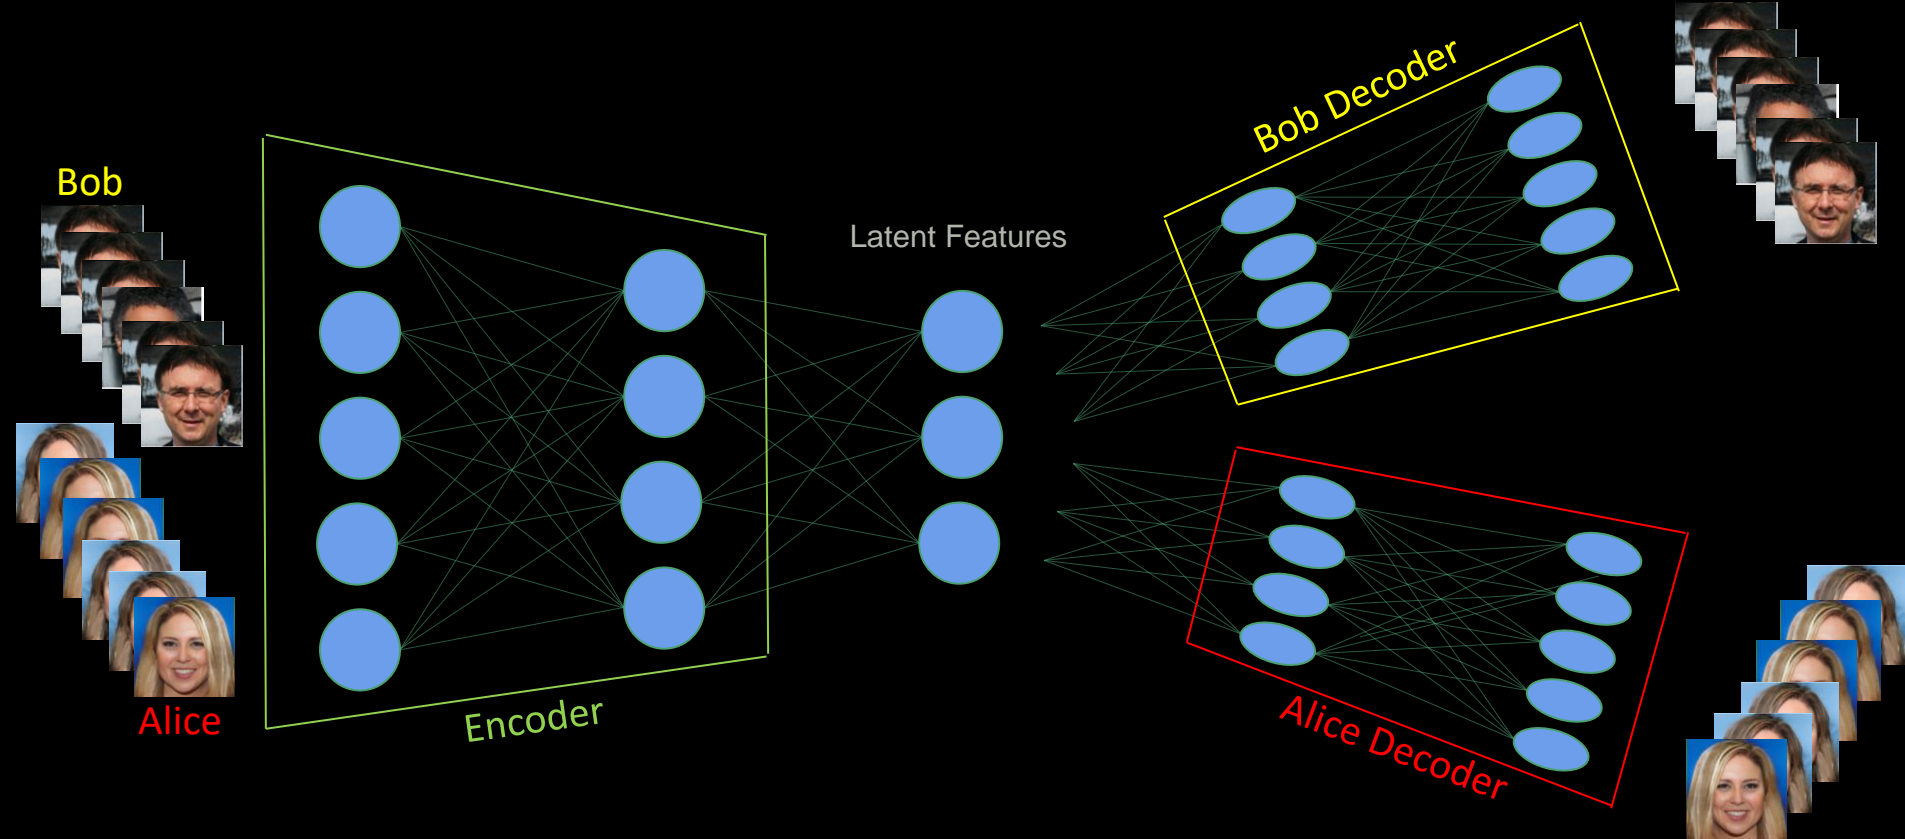 Bob
Alice
Encoder
Latent Features
Bob Decoder
Alice Decoder